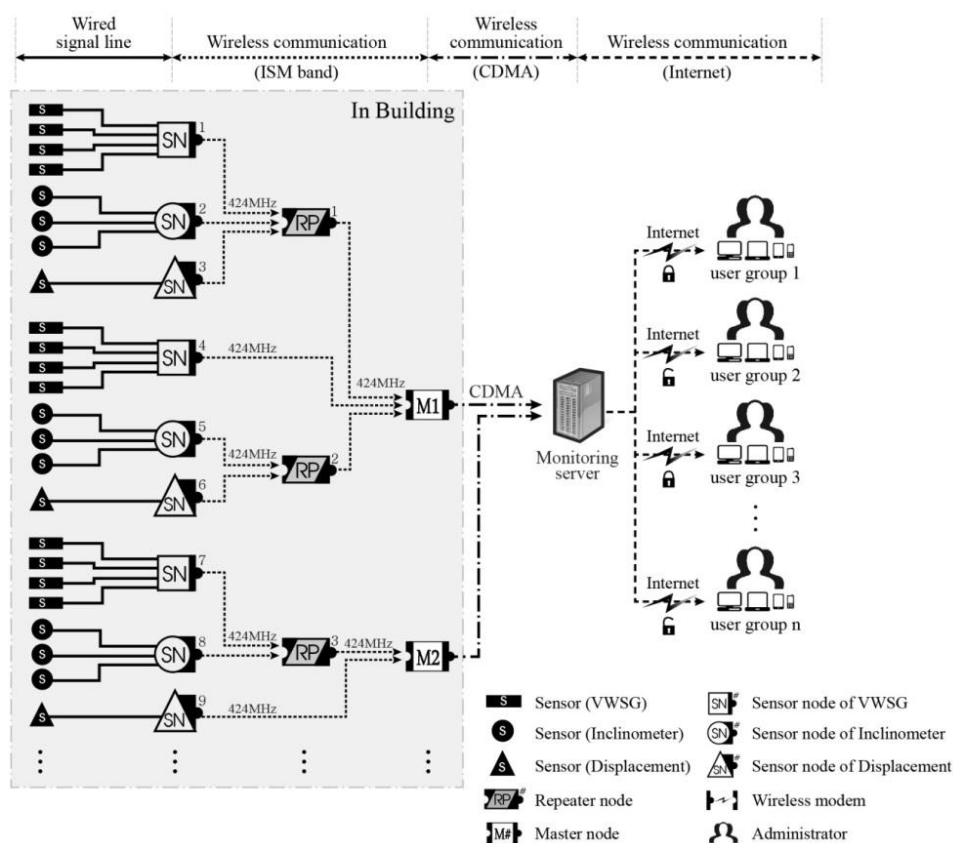 Wired
signal line
Wireless communication
(ISM band)
Wireless
communication
(CDMA)
Wireless communication
(Internet)
In Building
S
S
S
S
SN
1
S
S
S
SN
2
S
SN
3
424MHz
RP
1
S
S
S
S
SN
4
424MHz
S
S
S
SN
5
424MHz
S
SN
6
RP
2
424MHz
M1
CDMA
Monitoring
server
S
S
S
S
SN
7
S
S
S
SN
8
424MHz
RP
3
424MHz
M2
S
SN
9
424MHz
Internet
user group 1
Internet
user group 2
Internet
user group 3
Internet
user group n
S Sensor (VWSG)
S Sensor (Inclinometer)
S Sensor (Displacement)
RP # Repeater node
M# Master node
SN # Sensor node of VWSG
SN # Sensor node of Inclinometer
SN # Sensor node of Displacement
Wireless modem
Administrator